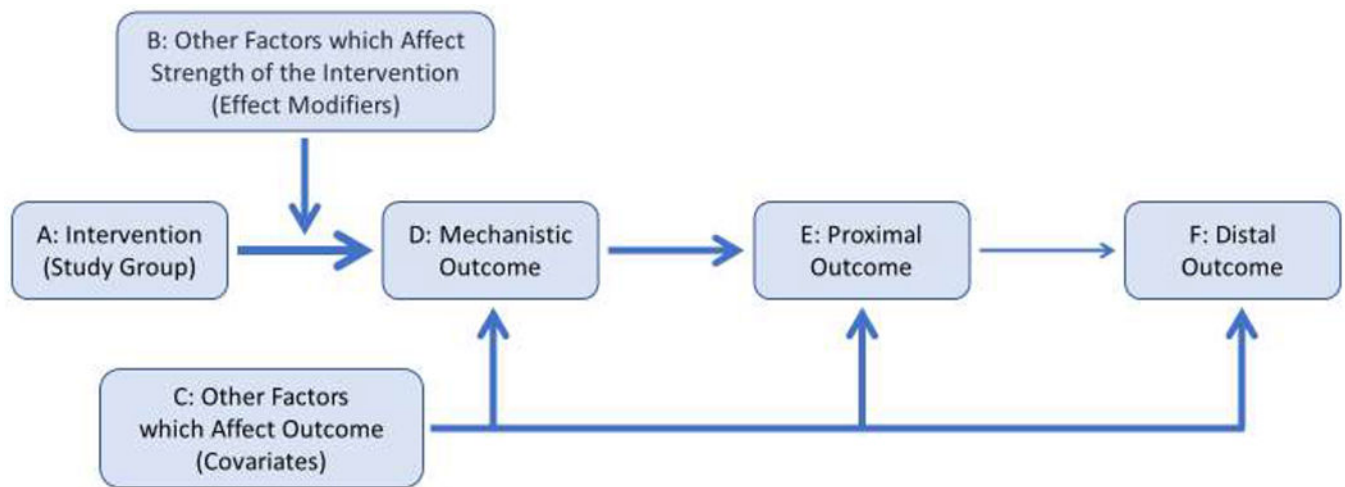 B: Other Factors which Affect
Strength of the Intervention
(Effect Modifiers)
A: Intervention
(Study Group)
D: Mechanistic
Outcome
E: Proximal
Outcome
F: Distal
Outcome
C: Other Factors
which Affect Outcome
(Covariates)